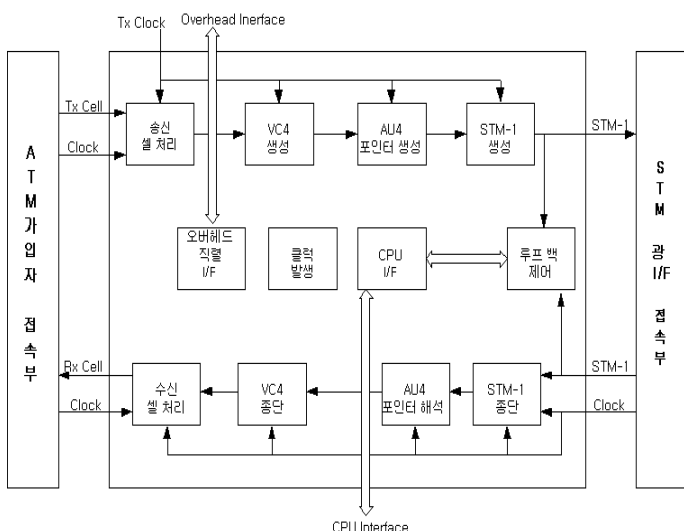 Tx Clock
Overhead Inerface
Tx Cell
Clock
송신
셀 처리
VC4
생성
AU4
포인터 생성
STM-1
생성
STM-1
ATM가입자 접속부
STM 광 I/F 접속부
오버헤드
직렬
I/F
클럭
발생
CPU
I/F
루프 백
제어
Rx Cell
Clock
수신
셀 처리
VC4
종단
AU4
포인터 해석
STM-1
종단
STM-1
Clock
CPU Interface